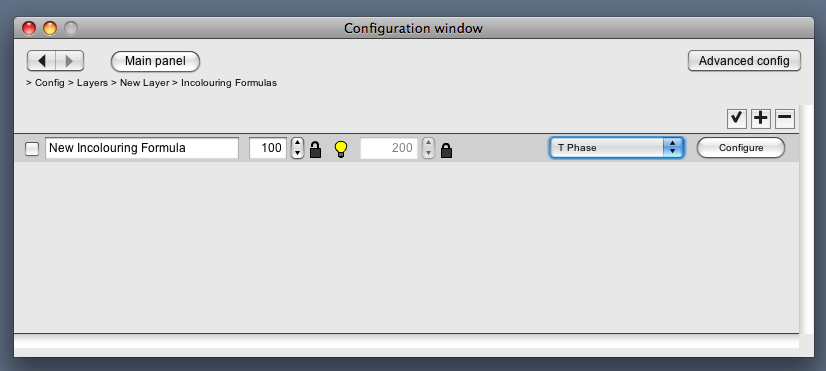 Configuration window
Main panel
Advanced config
> Config > Layers > New Layer > Incolouring Formulas
New Incolouring Formula 100 200 T Phase Configure